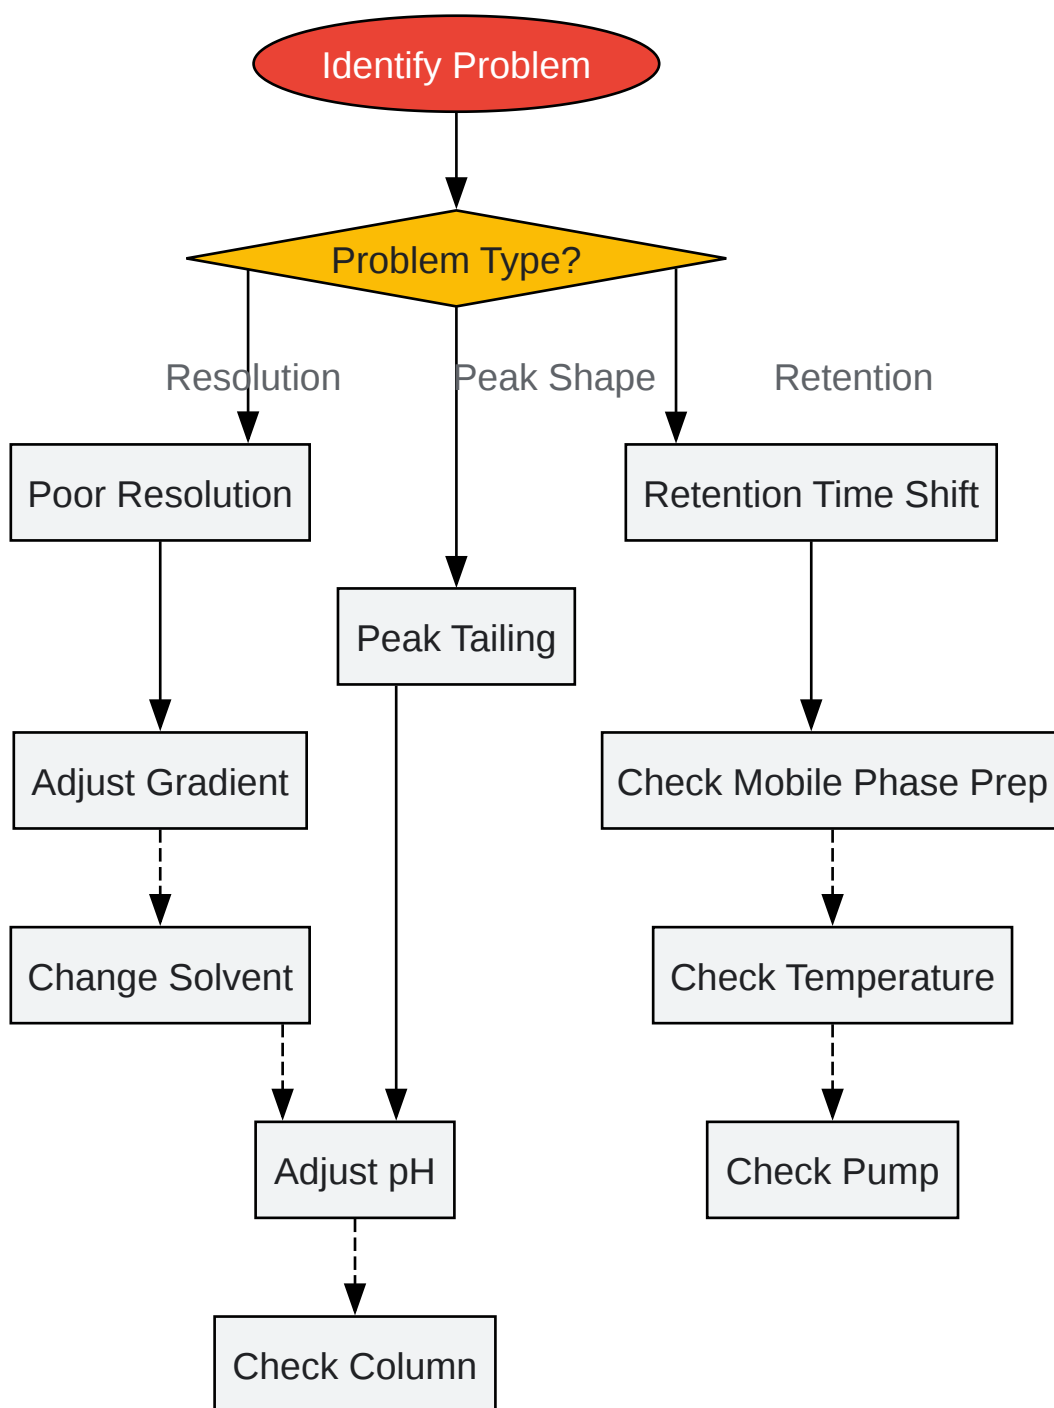 Identify Problem
Problem Type?
Resolution
Peak Shape
Retention
Poor Resolution
Retention Time Shift
Peak Tailing
Adjust Gradient
Check Mobile Phase Prep
Change Solvent
Check Temperature
Adjust pH
Check Pump
Check Column